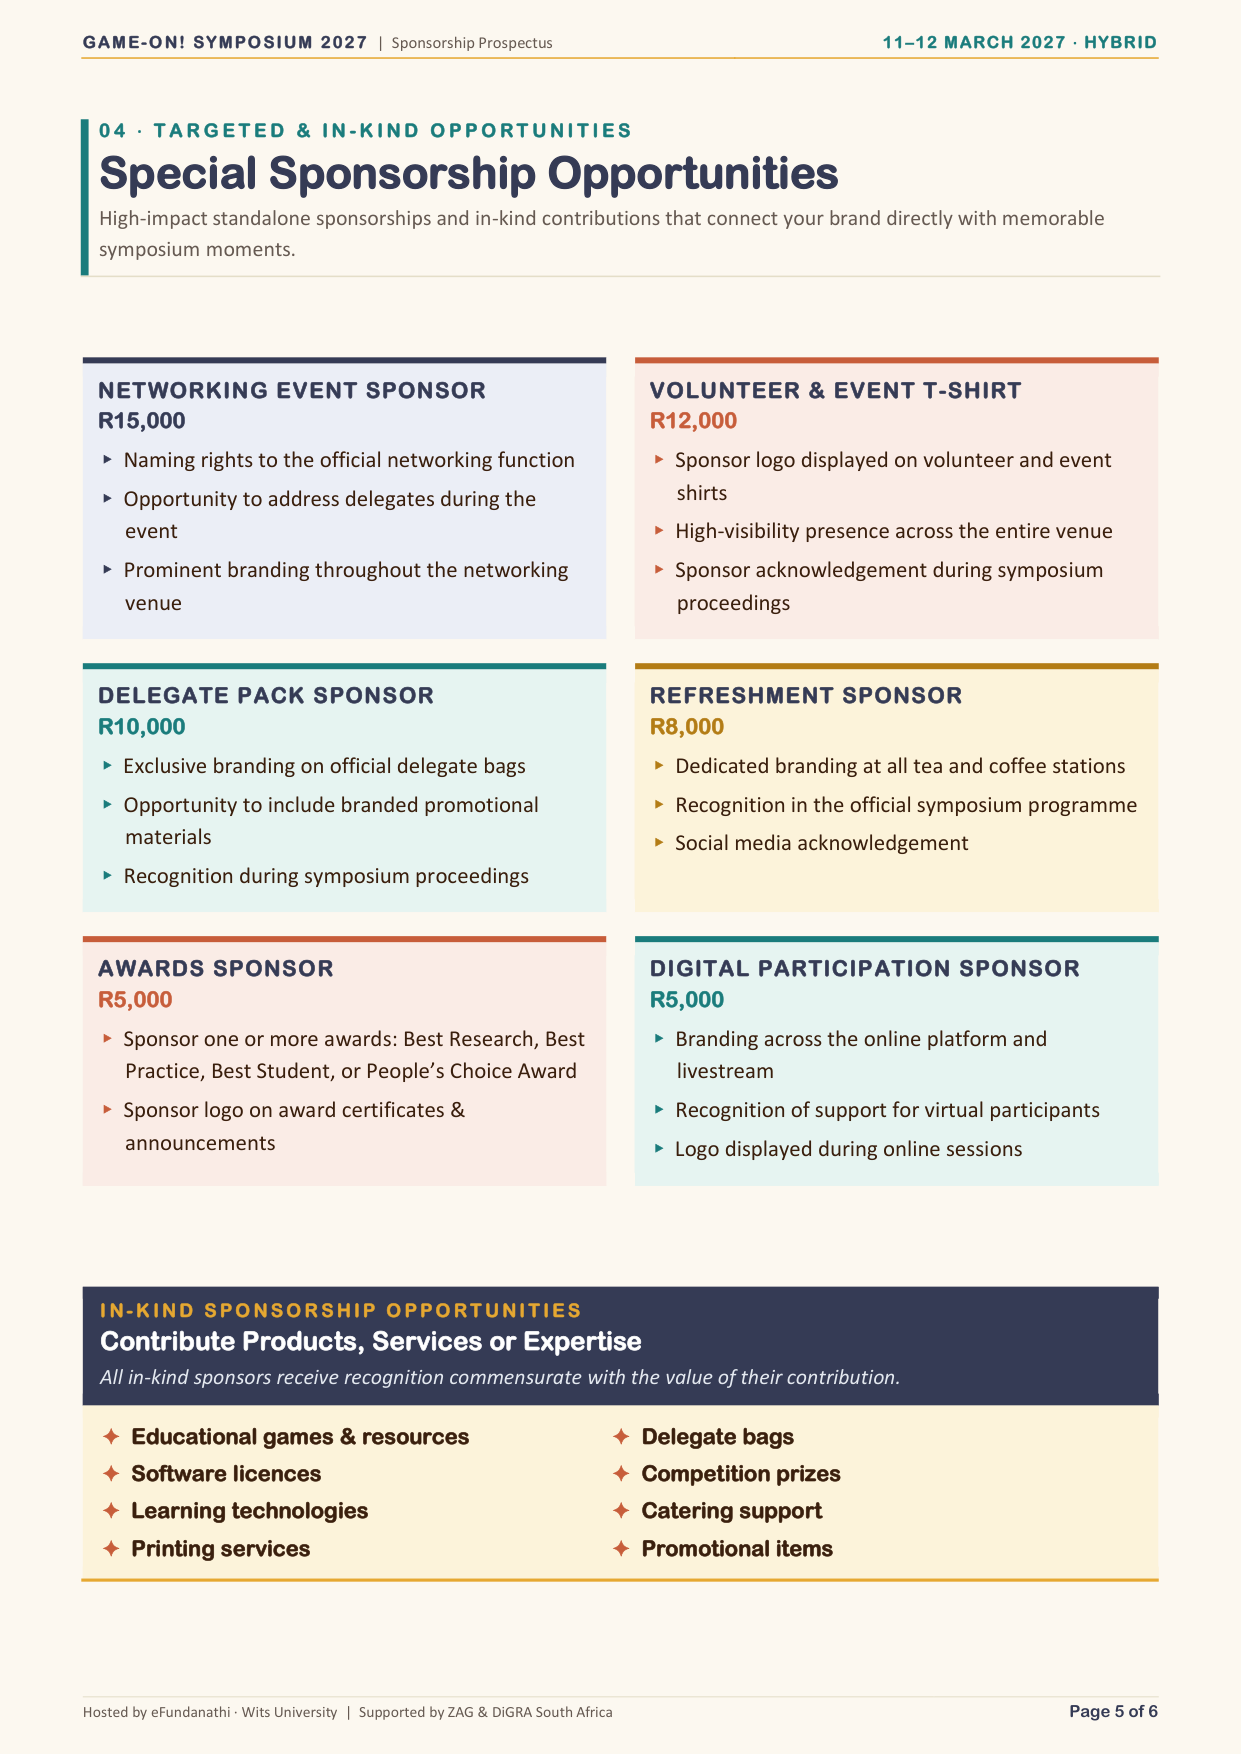 GAME-ON! SYMPOSIUM 2027 | Sponsorship Prospectus
11–12 MARCH 2027 · HYBRID
04 · TARGETED & IN-KIND OPPORTUNITIES
Special Sponsorship Opportunities
High-impact standalone sponsorships and in-kind contributions that connect your brand directly with memorable
symposium moments.
NETWORKING EVENT SPONSOR
R15,000
▸ Naming rights to the official networking function
▸ Opportunity to address delegates during the
event
▸ Prominent branding throughout the networking
venue
VOLUNTEER & EVENT T-SHIRT
R12,000
▸ Sponsor logo displayed on volunteer and event
shirts
▸ High-visibility presence across the entire venue
▸ Sponsor acknowledgement during symposium
proceedings
DELEGATE PACK SPONSOR
R10,000
▸ Exclusive branding on official delegate bags
▸ Opportunity to include branded promotional
materials
▸ Recognition during symposium proceedings
REFRESHMENT SPONSOR
R8,000
▸ Dedicated branding at all tea and coffee stations
▸ Recognition in the official symposium programme
▸ Social media acknowledgement
AWARDS SPONSOR
R5,000
▸ Sponsor one or more awards: Best Research, Best
Practice, Best Student, or People’s Choice Award
▸ Sponsor logo on award certificates &
announcements
DIGITAL PARTICIPATION SPONSOR
R5,000
▸ Branding across the online platform and
livestream
▸ Recognition of support for virtual participants
▸ Logo displayed during online sessions
IN-KIND SPONSORSHIP OPPORTUNITIES
Contribute Products, Services or Expertise
All in-kind sponsors receive recognition commensurate with the value of their contribution.
✦ Educational games & resources
✦ Software licences
✦ Learning technologies
✦ Printing services
✦ Delegate bags
✦ Competition prizes
✦ Catering support
✦ Promotional items
Hosted by eFundanathi · Wits University | Supported by ZAG & DiGRA South Africa
Page 5 of 6